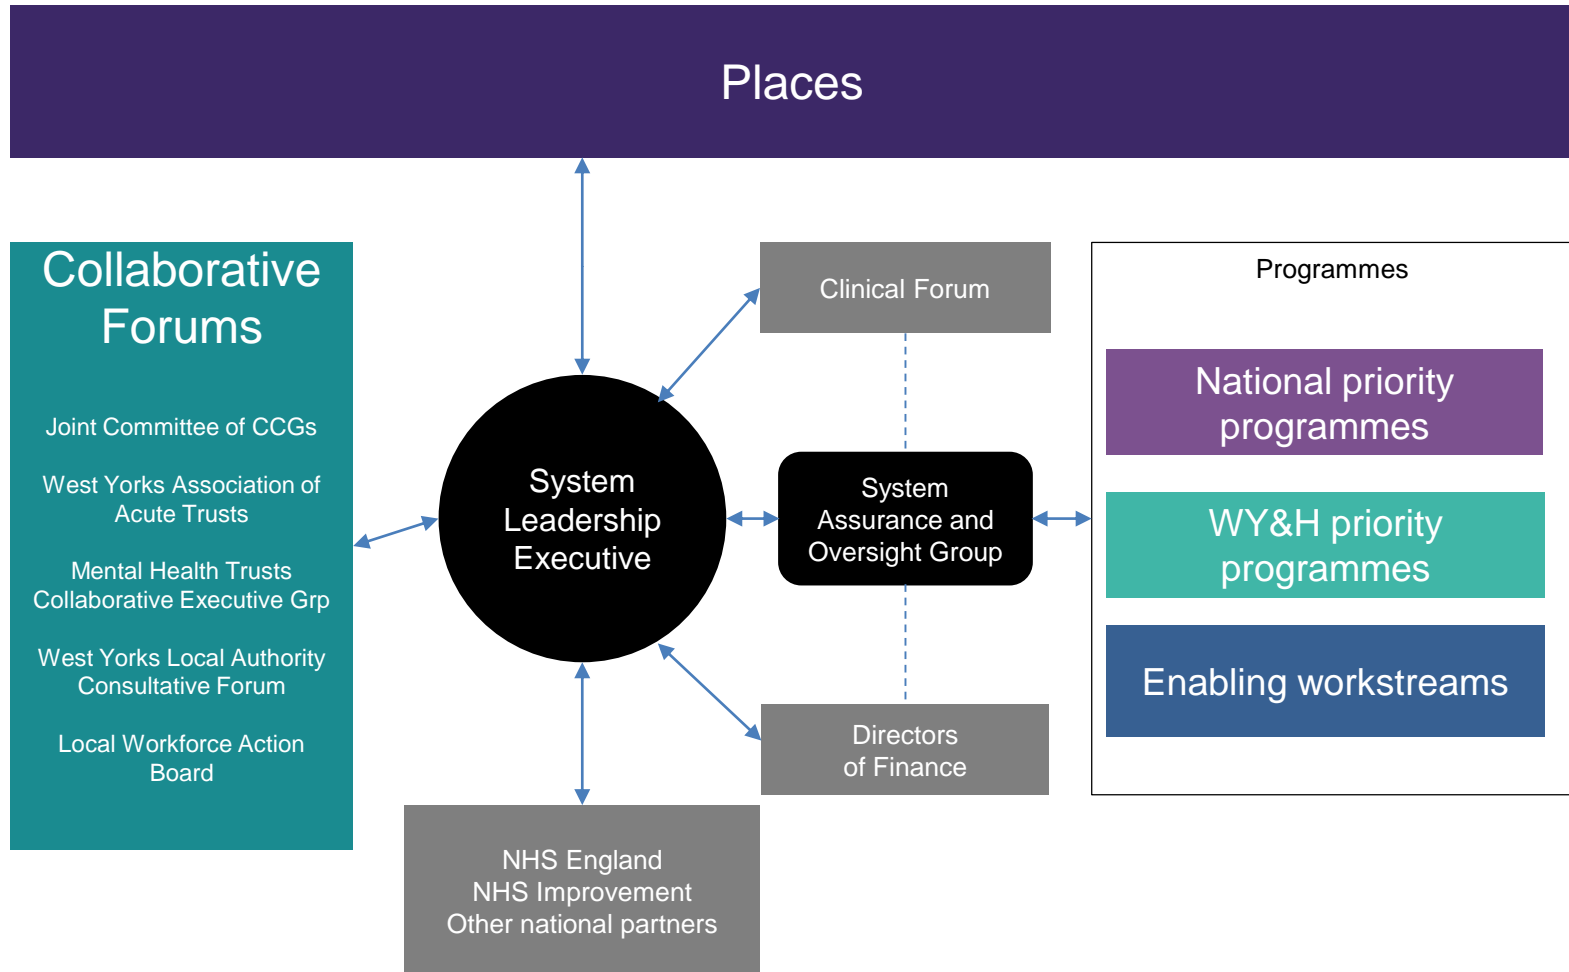 Places
Collaborative
Forums
Joint Committee of CCGs
West Yorks Association of
Acute Trusts
Mental Health Trusts
Collaborative Executive Grp
West Yorks Local Authority
Consultative Forum
Local Workforce Action
Board
System
Leadership
Executive
Clinical Forum
System
Assurance and
Oversight Group
Directors
of Finance
NHS England
NHS Improvement
Other national partners
Programmes
National priority
programmes
WY&H priority
programmes
Enabling workstreams